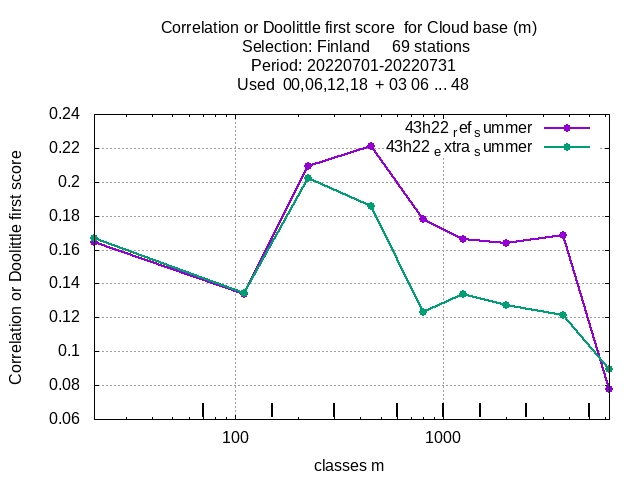 Correlation or Doolittle first score  for Cloud base (m)
Selection: Finland     69 stations
Period: 20220701-20220731
Used  00,06,12,18  + 03 06 ... 48
43h22 ref summer
43h22 extra summer
0.24
0.22
0.2
0.18
0.16
0.14
0.12
0.1
0.08
0.06
Correlation or Doolittle first score
100
1000
classes m